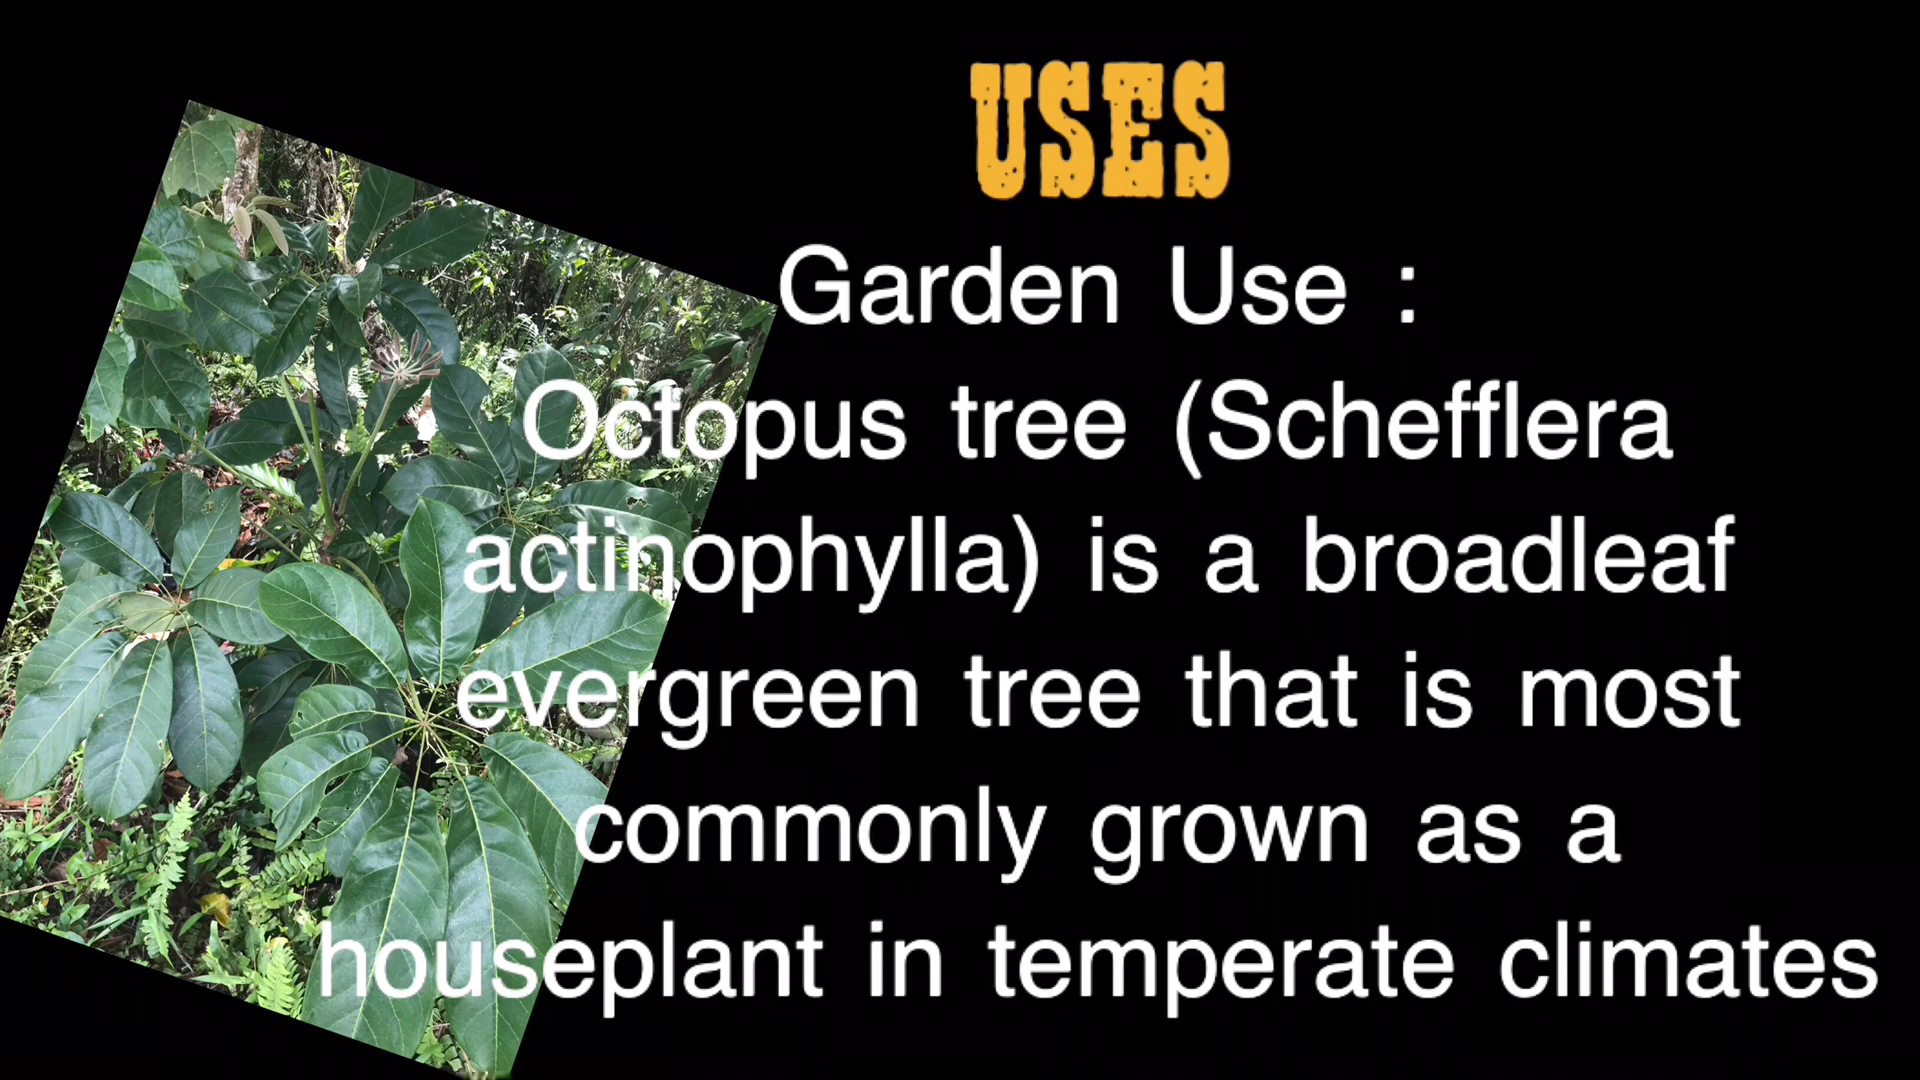 USES
Garden Use :
Octopus tree (Schefflera
actinophylla) is a broadleaf
evergreen tree that is most
commonly grown as a
houseplant in temperate climates